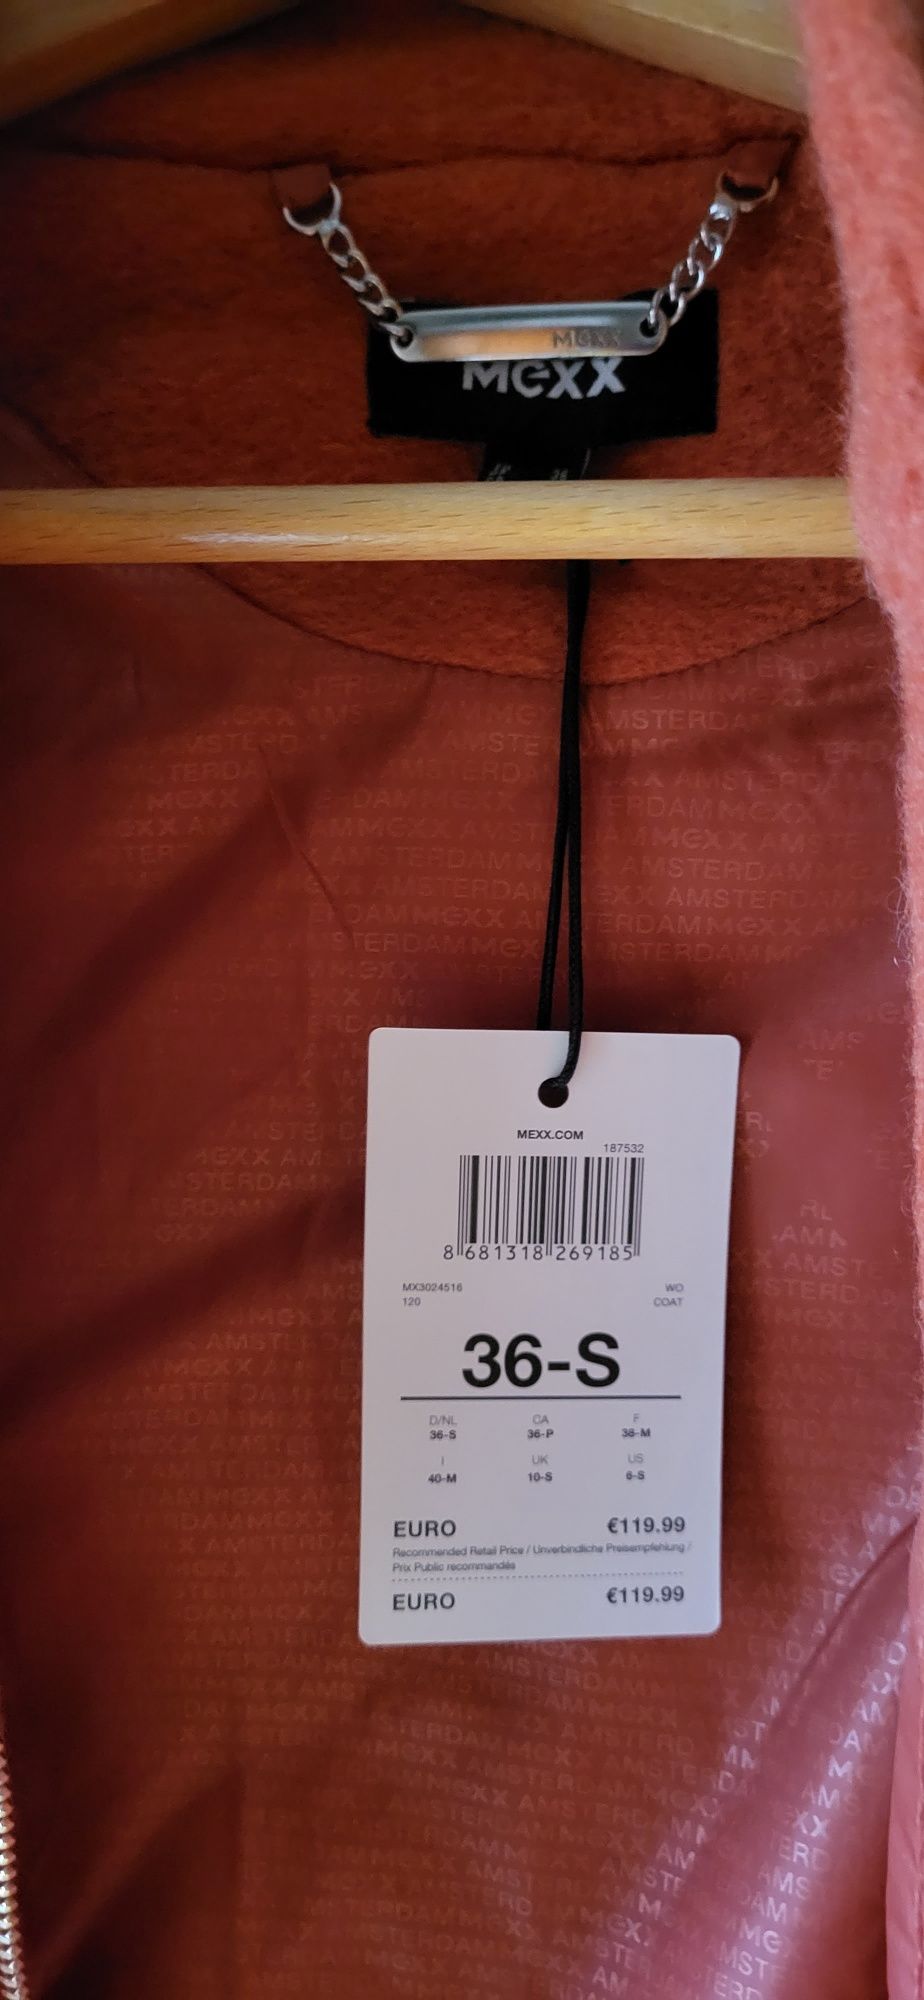 MEXX
MEXX
MEXX.COM
187532
8 681318 269185
MX3024516 WO
120 COAT
36-S
D/NL CA F
36-S 36-P 38-M
I UK US
40-M 10-S 6-S
EURO €119.99
Recommended Retail Price / Unverbindliche Preisempfehlung /
Prix Public recommandés
EURO €119.99
MEXX AMSTERDAM